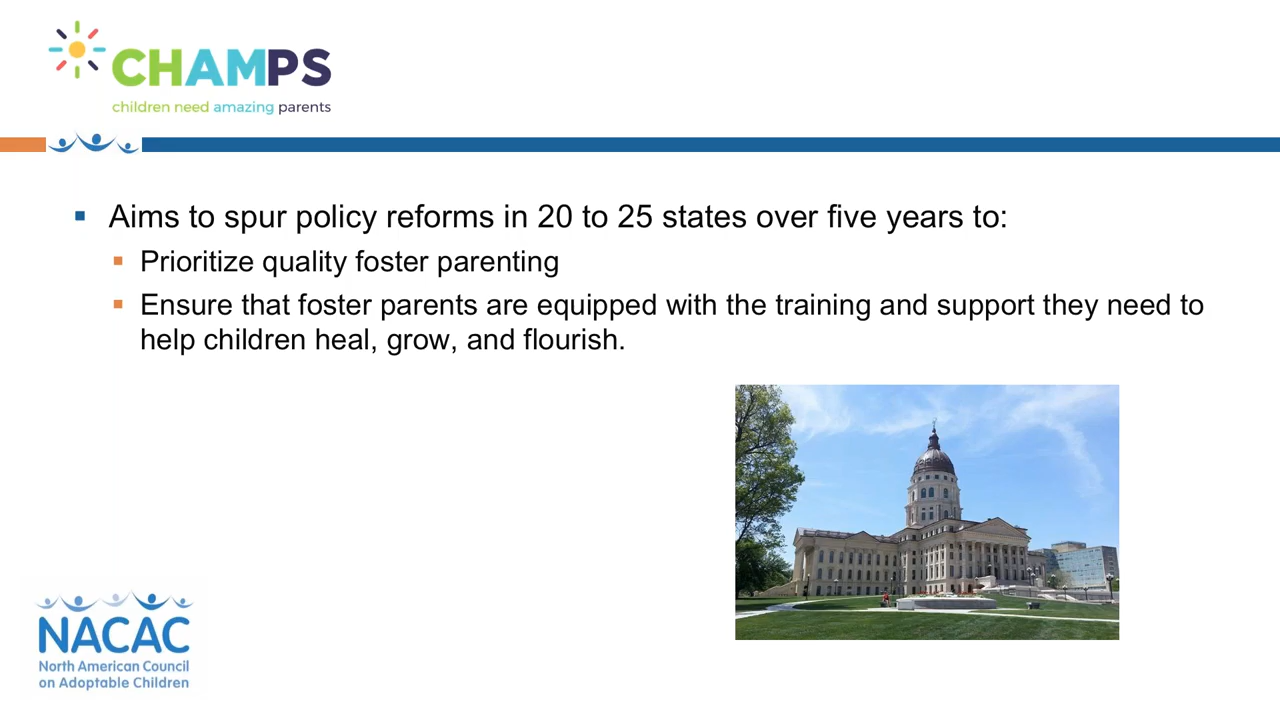 CHAMPS
children need amazing parents
Aims to spur policy reforms in 20 to 25 states over five years to:
Prioritize quality foster parenting
Ensure that foster parents are equipped with the training and support they need to
help children heal, grow, and flourish.
NACAC
North American Council
on Adoptable Children